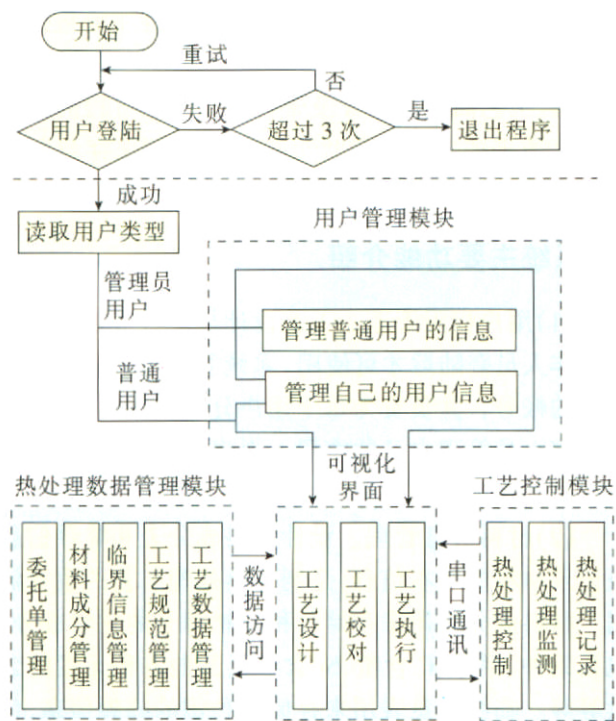 开始
重试
否
用户登陆
失败
超过 3 次
是
退出程序
成功
读取用户类型
用户管理模块
管理员
用户
管理普通用户的信息
普通
用户
管理自己的用户信息
可视化
界面
热处理数据管理模块
工艺控制模块
委托单管理
材料成分管理
临界信息管理
工艺规范管理
工艺数据管理
数据访问
工艺设计
工艺校对
工艺执行
串口通讯
热处理控制
热处理监测
热处理记录